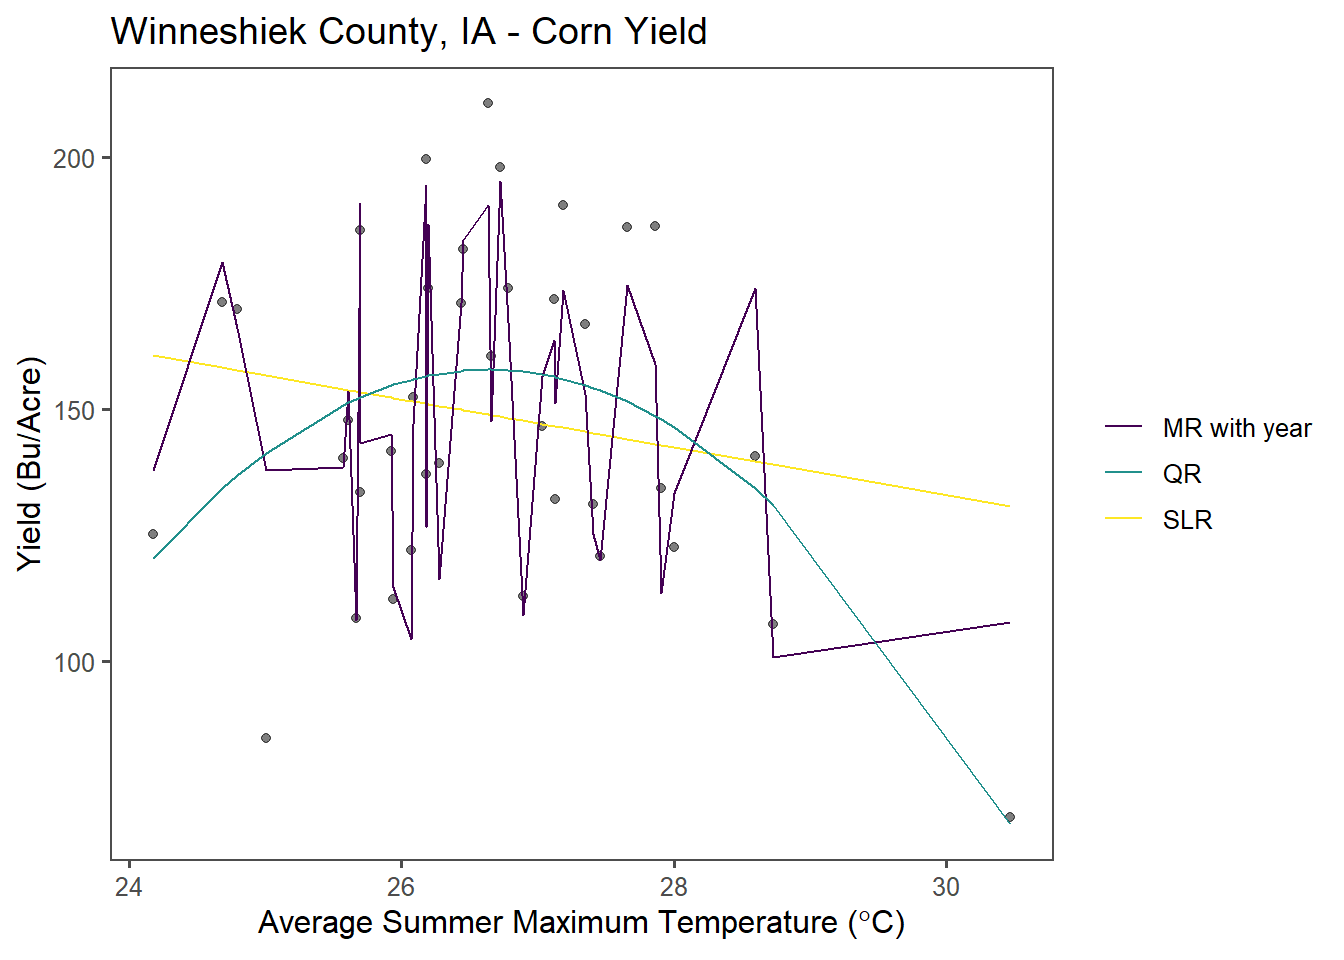 Winneshiek County, IA - Corn Yield
200
150
100
Yield (Bu/Acre)
24
26
28
30
Average Summer Maximum Temperature (°C)
MR with year
QR
SLR